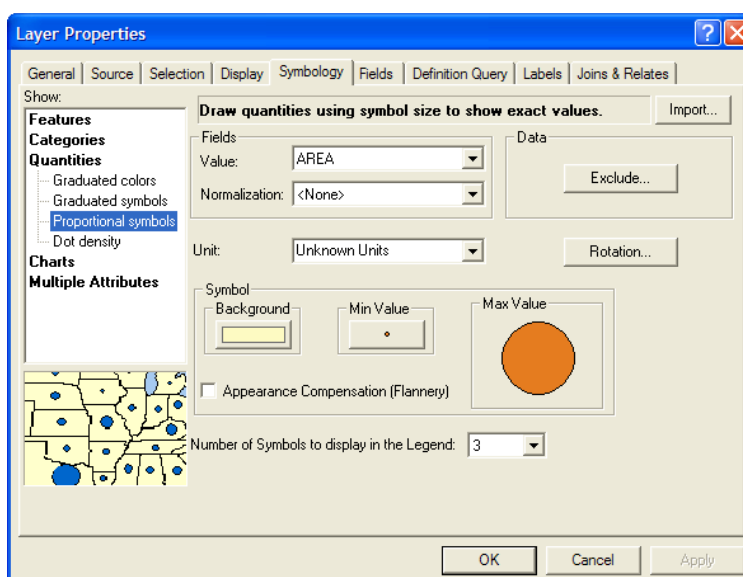 Layer Properties
General Source Selection Display Symbology Fields Definition Query Labels Joins & Relates
Show:
Features
Categories
Quantities
Graduated colors
Graduated symbols
Proportional symbols
Dot density
Charts
Multiple Attributes
Draw quantities using symbol size to show exact values.
Import...
Fields
Value: AREA
Normalization: <None>
Data
Exclude...
Unit: Unknown Units
Rotation...
Symbol
Background
Min Value
Max Value
Appearance Compensation (Flannery)
Number of Symbols to display in the Legend: 3
OK Cancel Apply